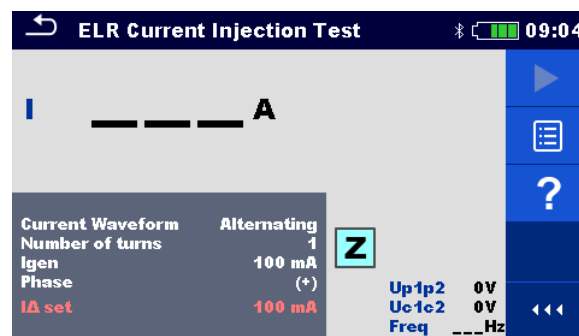 ELR Current Injection Test 09:04
I ___ A
?
Current Waveform Alternating
Number of turns 1
Igen 100 mA
Phase (+)
IΔ set 100 mA
Z
Up1p2 0V
Uc1c2 0V
Freq ___Hz